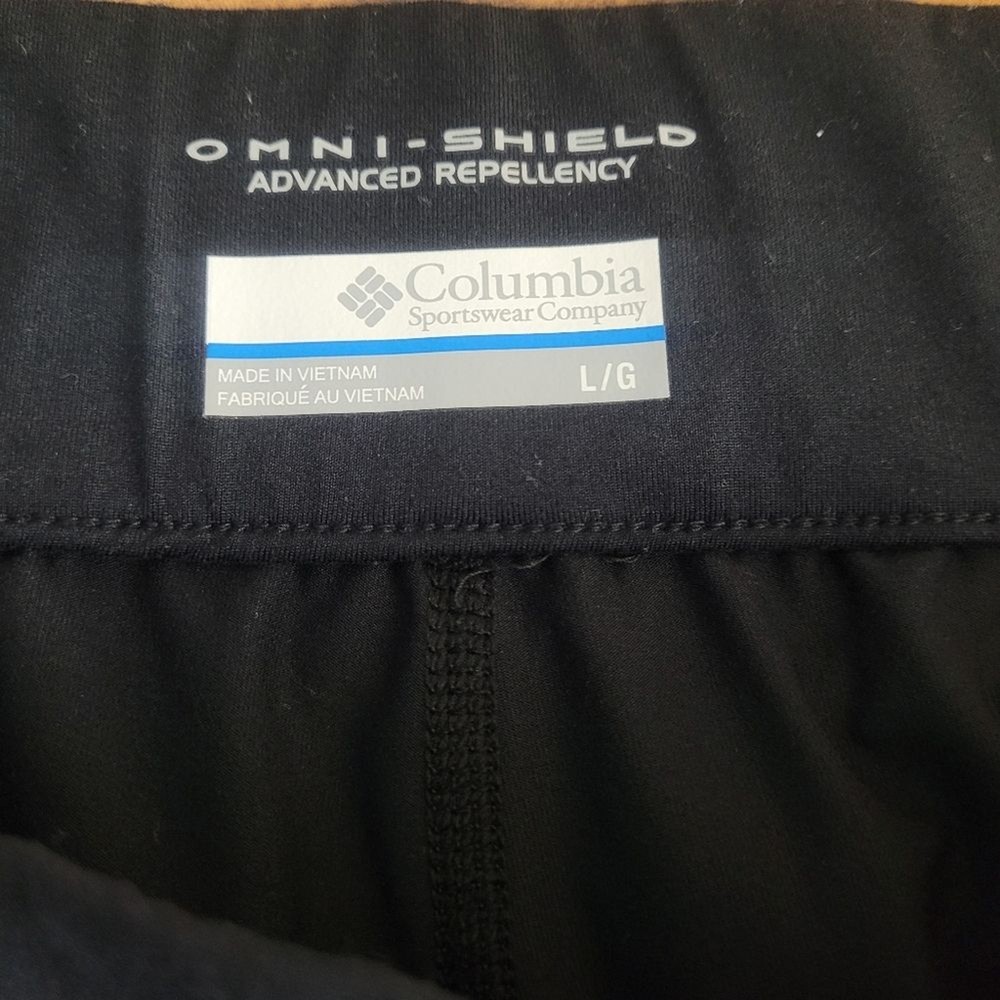 OMNI-SHIELD
ADVANCED REPELLENCY
Columbia
Sportswear Company
MADE IN VIETNAM
FABRIQUÉ AU VIETNAM
L/G